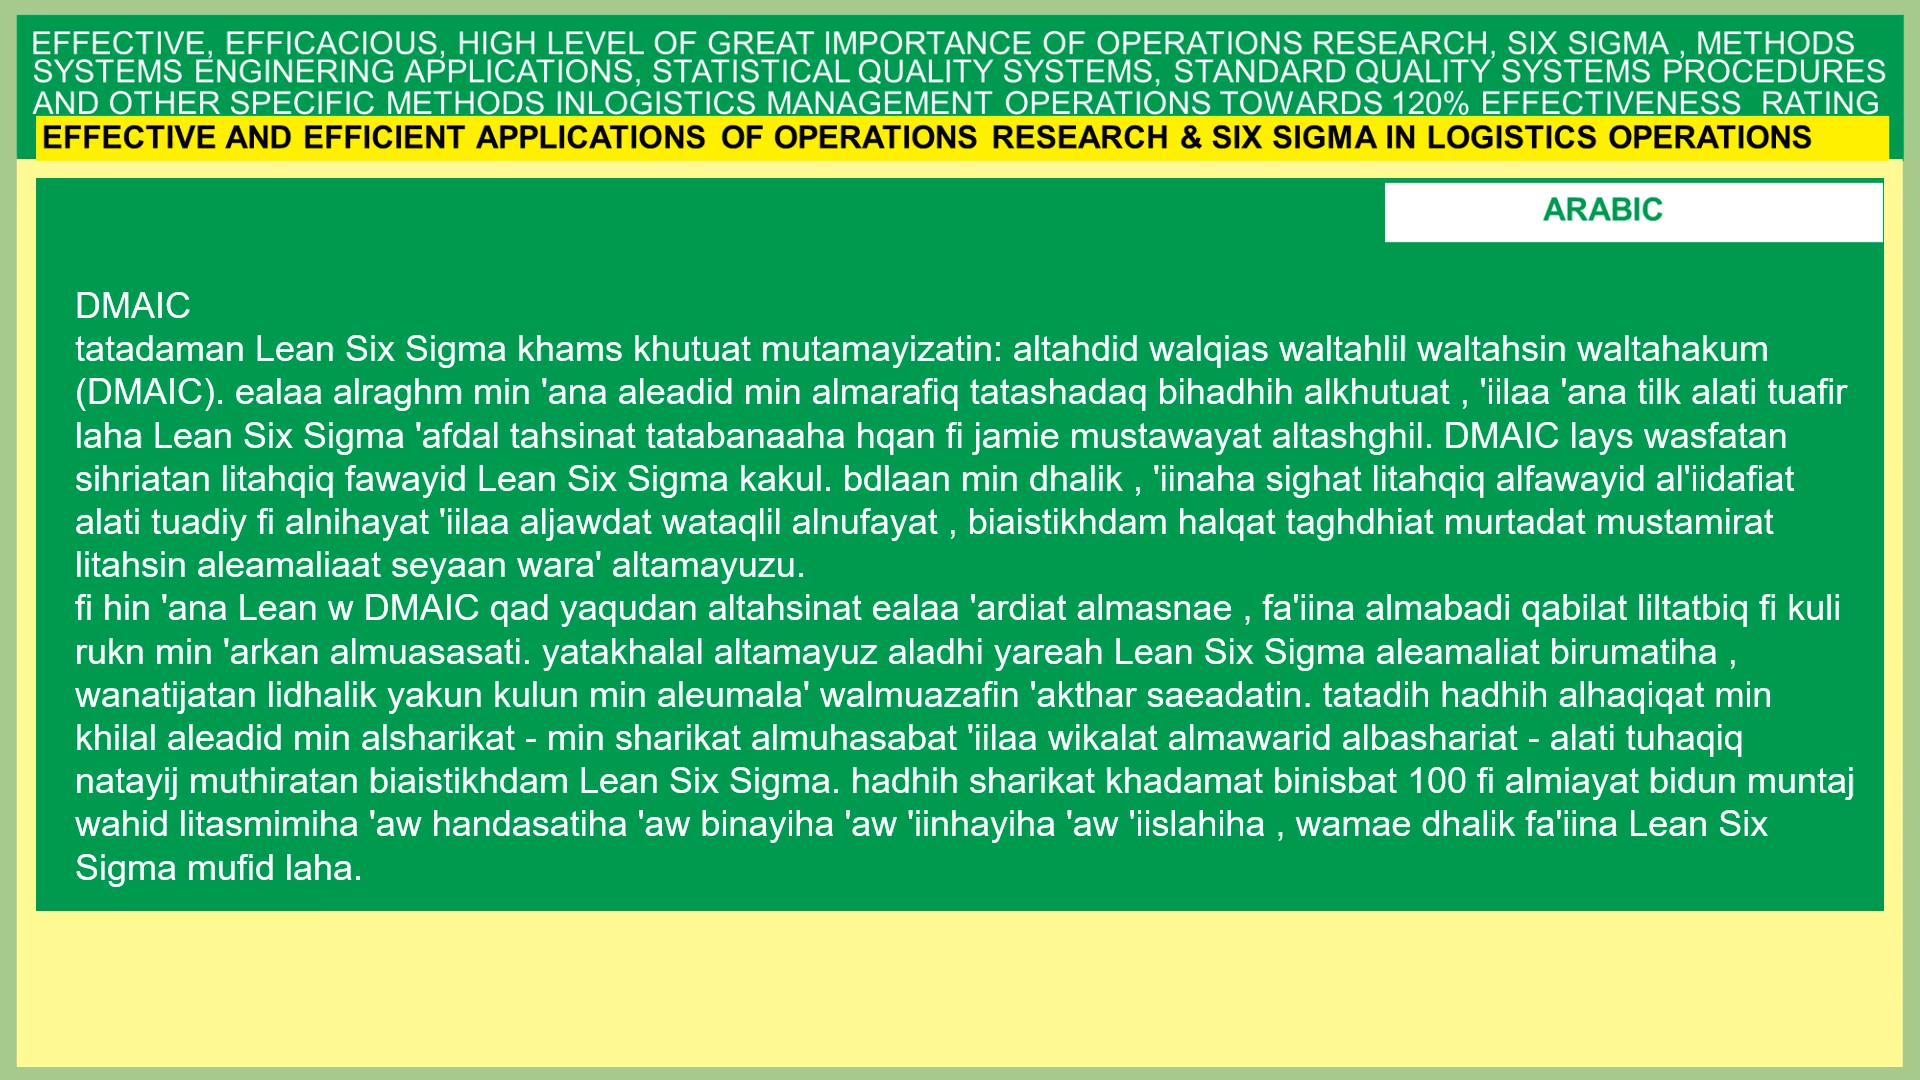 EFFECTIVE, EFFICACIOUS, HIGH LEVEL OF GREAT IMPORTANCE OF OPERATIONS RESEARCH, SIX SIGMA , METHODS
SYSTEMS ENGINERING APPLICATIONS, STATISTICAL QUALITY SYSTEMS, STANDARD QUALITY SYSTEMS PROCEDURES
AND OTHER SPECIFIC METHODS INLOGISTICS MANAGEMENT OPERATIONS TOWARDS 120% EFFECTIVENESS RATING
EFFECTIVE AND EFFICIENT APPLICATIONS OF OPERATIONS RESEARCH & SIX SIGMA IN LOGISTICS OPERATIONS
ARABIC
DMAIC
tatadaman Lean Six Sigma khams khutuat mutamayizatin: altahdid walqias waltahlil waltahsin waltahakum
(DMAIC). ealaa alraghm min 'ana aleadid min almarafiq tatashadaq bihadhih alkhutuat , 'iilaa 'ana tilk alati tuafir
laha Lean Six Sigma 'afdal tahsinat tatabanaaha hqan fi jamie mustawayat altashghil. DMAIC lays wasfatan
sihriatan litahqiq fawayid Lean Six Sigma kakul. bdlaan min dhalik , 'iinaha sighat litahqiq alfawayid al'iidafiat
alati tuadiy fi alnihayat 'iilaa aljawdat wataqlil alnufayat , biaistikhdam halqat taghdhiat murtadat mustamirat
litahsin aleamaliaat seyaan wara' altamayuzu.
fi hin 'ana Lean w DMAIC qad yaqudan altahsinat ealaa 'ardiat almasnae , fa'iina almabadi qabilat liltatbiq fi kuli
rukn min 'arkan almuasasati. yatakhalal altamayuz aladhi yareah Lean Six Sigma aleamaliat birumatiha ,
wanatijatan lidhalik yakun kulun min aleumala' walmuazafin 'akthar saeadatin. tatadih hadhih alhaqiqat min
khilal aleadid min alsharikat - min sharikat almuhasabat 'iilaa wikalat almawarid albashariat - alati tuhaqiq
natayij muthiratan biaistikhdam Lean Six Sigma. hadhih sharikat khadamat binisbat 100 fi almiayat bidun muntaj
wahid litasmimiha 'aw handasatiha 'aw binayiha 'aw 'iinhayiha 'aw 'iislahiha , wamae dhalik fa'iina Lean Six
Sigma mufid laha.